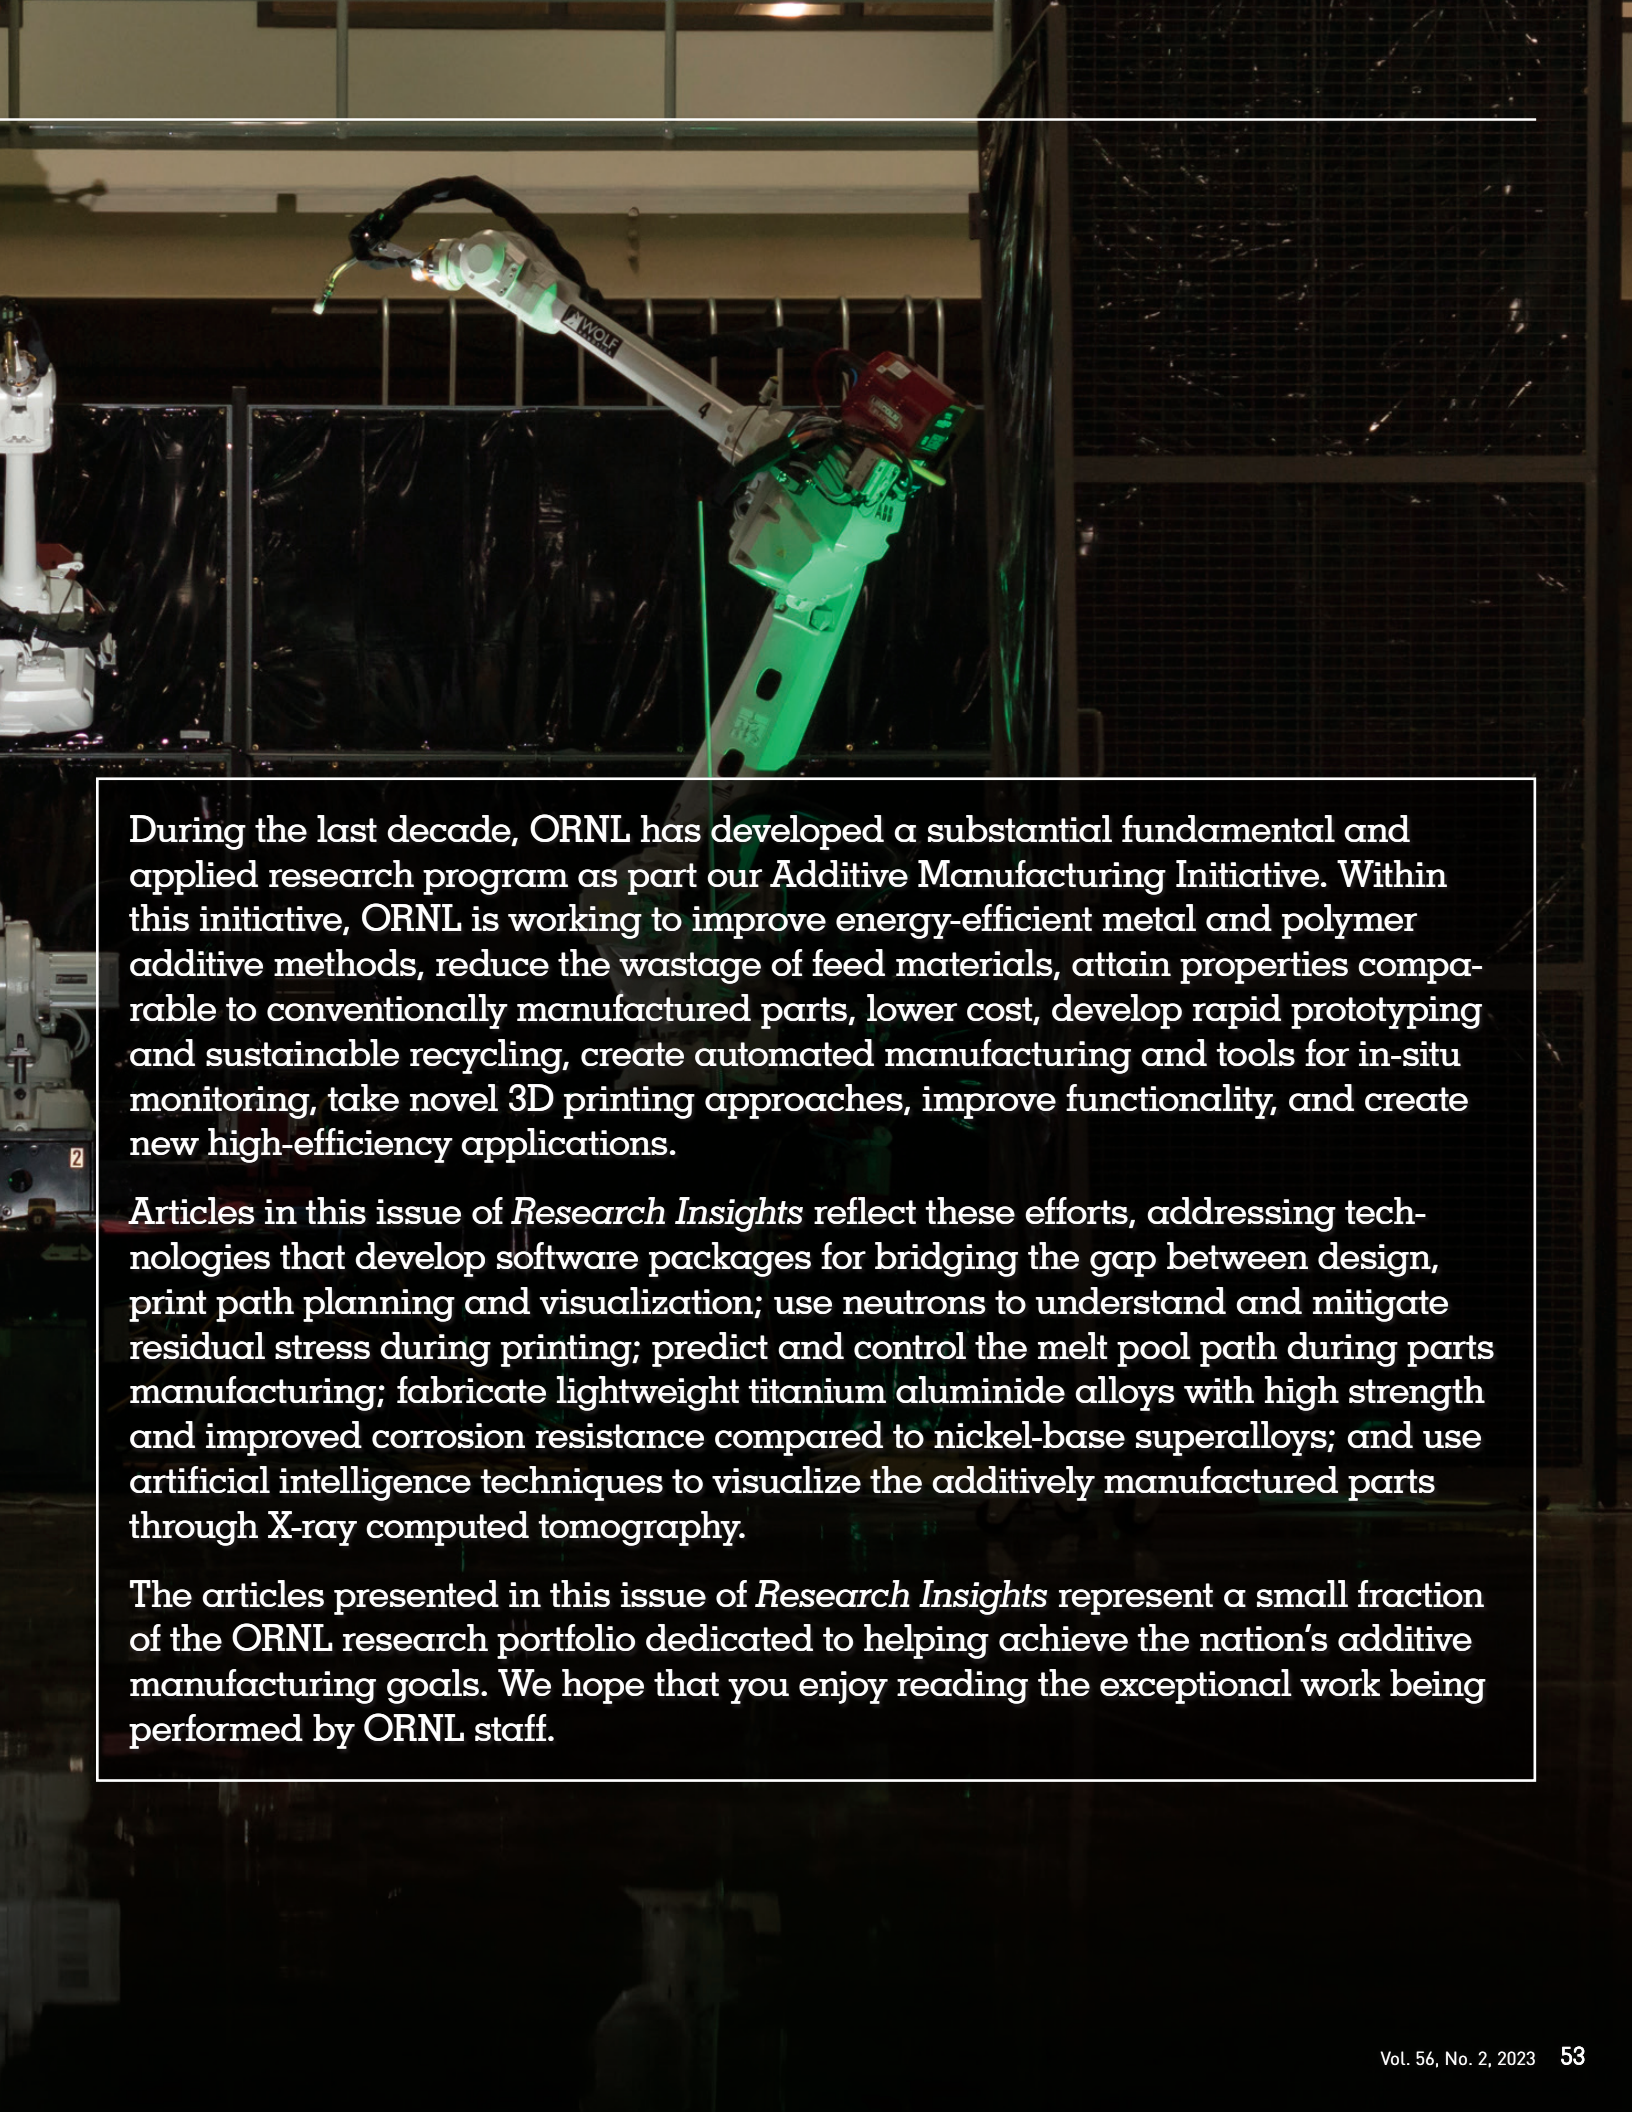 WOLF
4
LINCOLN
ABB
During the last decade, ORNL has developed a substantial fundamental and
applied research program as part our Additive Manufacturing Initiative. Within
this initiative, ORNL is working to improve energy-efficient metal and polymer
additive methods, reduce the wastage of feed materials, attain properties compa-
rable to conventionally manufactured parts, lower cost, develop rapid prototyping
and sustainable recycling, create automated manufacturing and tools for in-situ
monitoring, take novel 3D printing approaches, improve functionality, and create
new high-efficiency applications.
2
Articles in this issue of Research Insights reflect these efforts, addressing tech-
nologies that develop software packages for bridging the gap between design,
print path planning and visualization; use neutrons to understand and mitigate
residual stress during printing; predict and control the melt pool path during parts
manufacturing; fabricate lightweight titanium aluminide alloys with high strength
and improved corrosion resistance compared to nickel-base superalloys; and use
artificial intelligence techniques to visualize the additively manufactured parts
through X-ray computed tomography.
The articles presented in this issue of Research Insights represent a small fraction
of the ORNL research portfolio dedicated to helping achieve the nation's additive
manufacturing goals. We hope that you enjoy reading the exceptional work being
performed by ORNL staff.
Vol. 56, No. 2, 2023 53